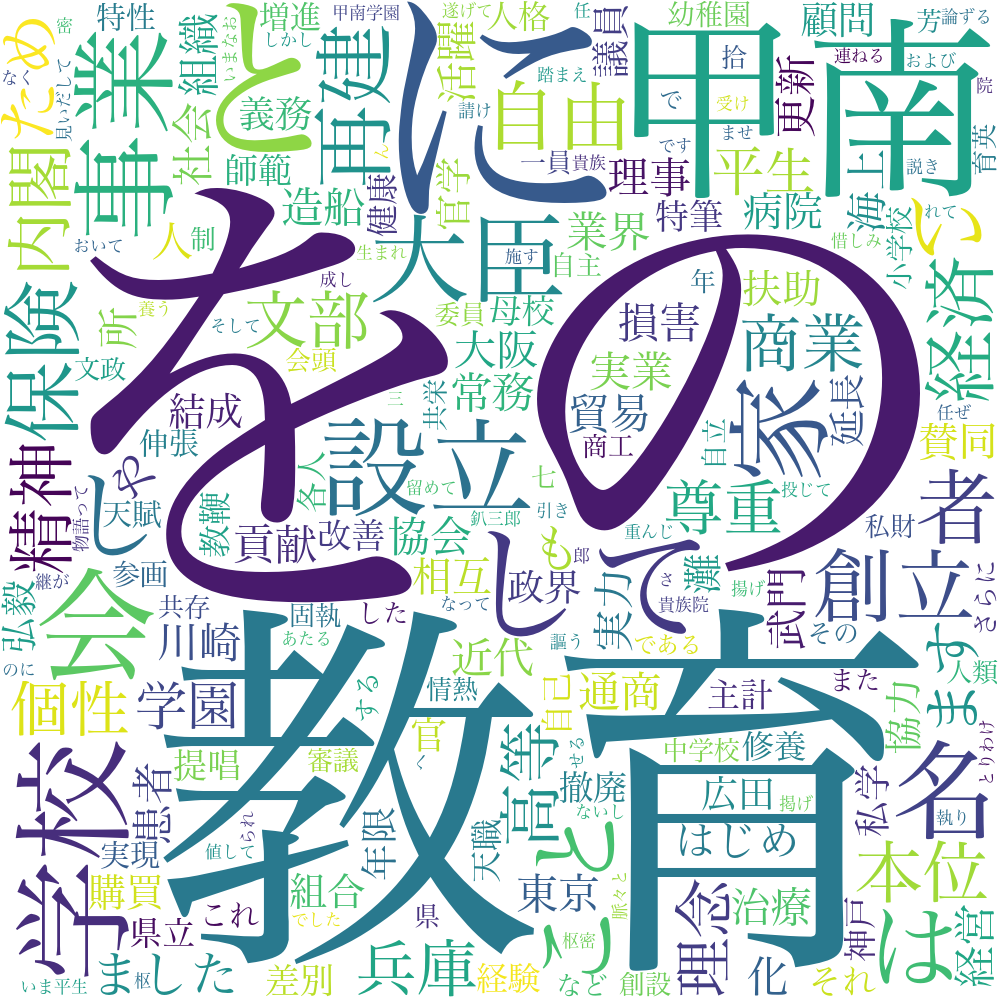 を
の
に
教育
甲南
と
事業
再建
自由
大臣
文部
設立
して
学校
会
名
家
創立
者
は
本位
理念
兵庫
高等
そう
尊重
商業
経済
保険
内閣
ため
精神
い
ます
ました
し
や
も
特性
増進
人格
幼稚園
顧問
芳
論ずる
密
なく
見いだして
しかし
いまなお
甲南学園
遂げて
任
社会
組織
義務
師範
活躍
踏まえ
請け
議員
拾
で
受け
ませ
です
更新
連ねる
および
院
上
説き
育英
平生
海
れて
惜しみ
小学校
一員
貴族
理事
特筆
病院
造船
健康
官学
ん
人
制
おいて
生まれ
成し
施す
業界
自主
年
扶助
所
養う
そして
委員
母校
損害
文政
会頭
大阪
実業
貿易
商工
延長
任ぜ
賛同
結成
伸張
三
共栄
常務
自立
投じて
私財
天賦
教鞭
各人
留めて
七
釟三郎
引き
重んじ
物語って
貢献
改善
協会
郎
さ
揚げ
灘
武門
さらに
継が
参画
相互
なって
政界
実力
貴族院
弘毅
共存
固執
した
のに
あたる
川崎
近代
である
謳う
その
人類
個性
学園
する
情熱
自己
通商
主計
また
協力
とりわけ
提唱
審議
官
く
せる
中学校
修養
患者
年限
天職
撤廃
ないし
広田
掲げ
私学
執り
実現
値して
はじめ
購買
組合
東京
脈々と
治療
神戸
経営
県立
これ
でした
県
いま平生
枢
差別
経験
枢密
など
創設
化
それ